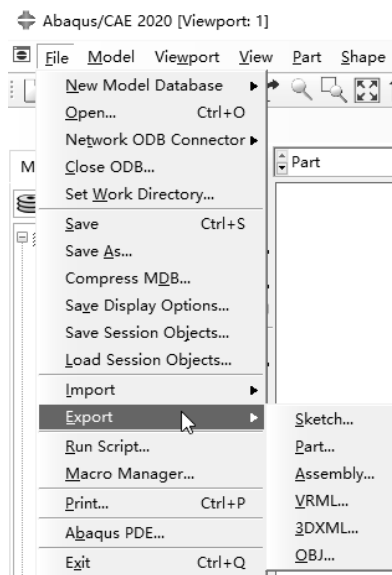 Abaqus/CAE 2020 [Viewport: 1]
File Model Viewport View Part Shape
New Model Database
Open... Ctrl+O
Network ODB Connector
Close ODB...
Set Work Directory...
Save Ctrl+S
Save As...
Compress MDB...
Save Display Options...
Save Session Objects...
Load Session Objects...
Import
Export
Run Script...
Macro Manager...
Print... Ctrl+P
Abaqus PDE...
Exit Ctrl+Q
M
Part
Sketch...
Part...
Assembly...
VRML...
3DXML...
OBJ...